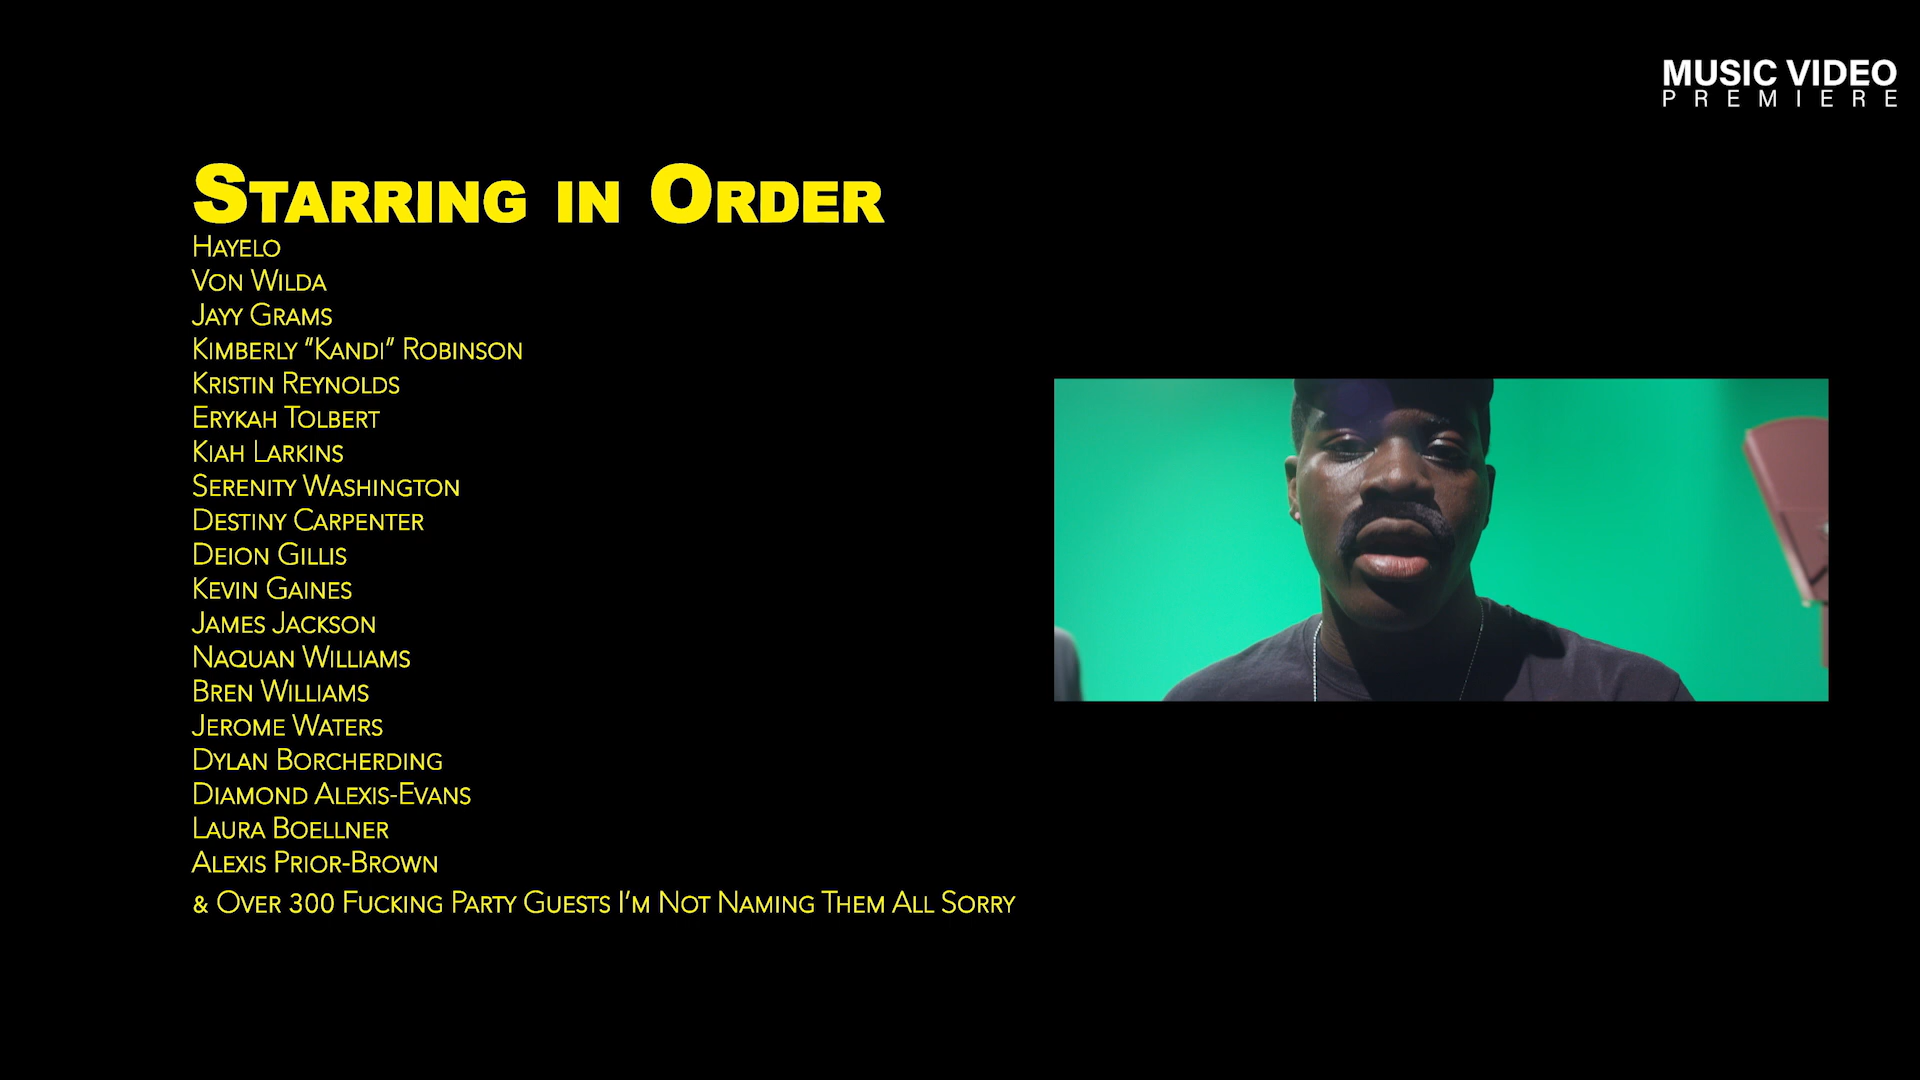 MUSIC VIDEO
PREMIERE
STARRING IN ORDER
HAYELO
VON WILDA
JAYY GRAMS
KIMBERLY "KANDI" ROBINSON
KRISTIN REYNOLDS
ERYKAH TOLBERT
KIAH LARKINS
SERENITY WASHINGTON
DESTINY CARPENTER
DEION GILLIS
KEVIN GAINES
JAMES JACKSON
NAQUAN WILLIAMS
BREN WILLIAMS
JEROME WATERS
DYLAN BORCHERDING
DIAMOND ALEXIS-EVANS
LAURA BOELLNER
ALEXIS PRIOR-BROWN
& OVER 300 FUCKING PARTY GUESTS I'M NOT NAMING THEM ALL SORRY